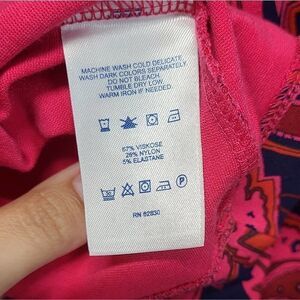 MACHINE WASH COLD DELICATE
WASH DARK COLORS SEPARATELY
DO NOT BLEACH.
TUMBLE DRY LOW.
WARM IRON IF NEEDED.
67% VISCOSE
28% NYLON
5% ELASTANE
P
RN 62830